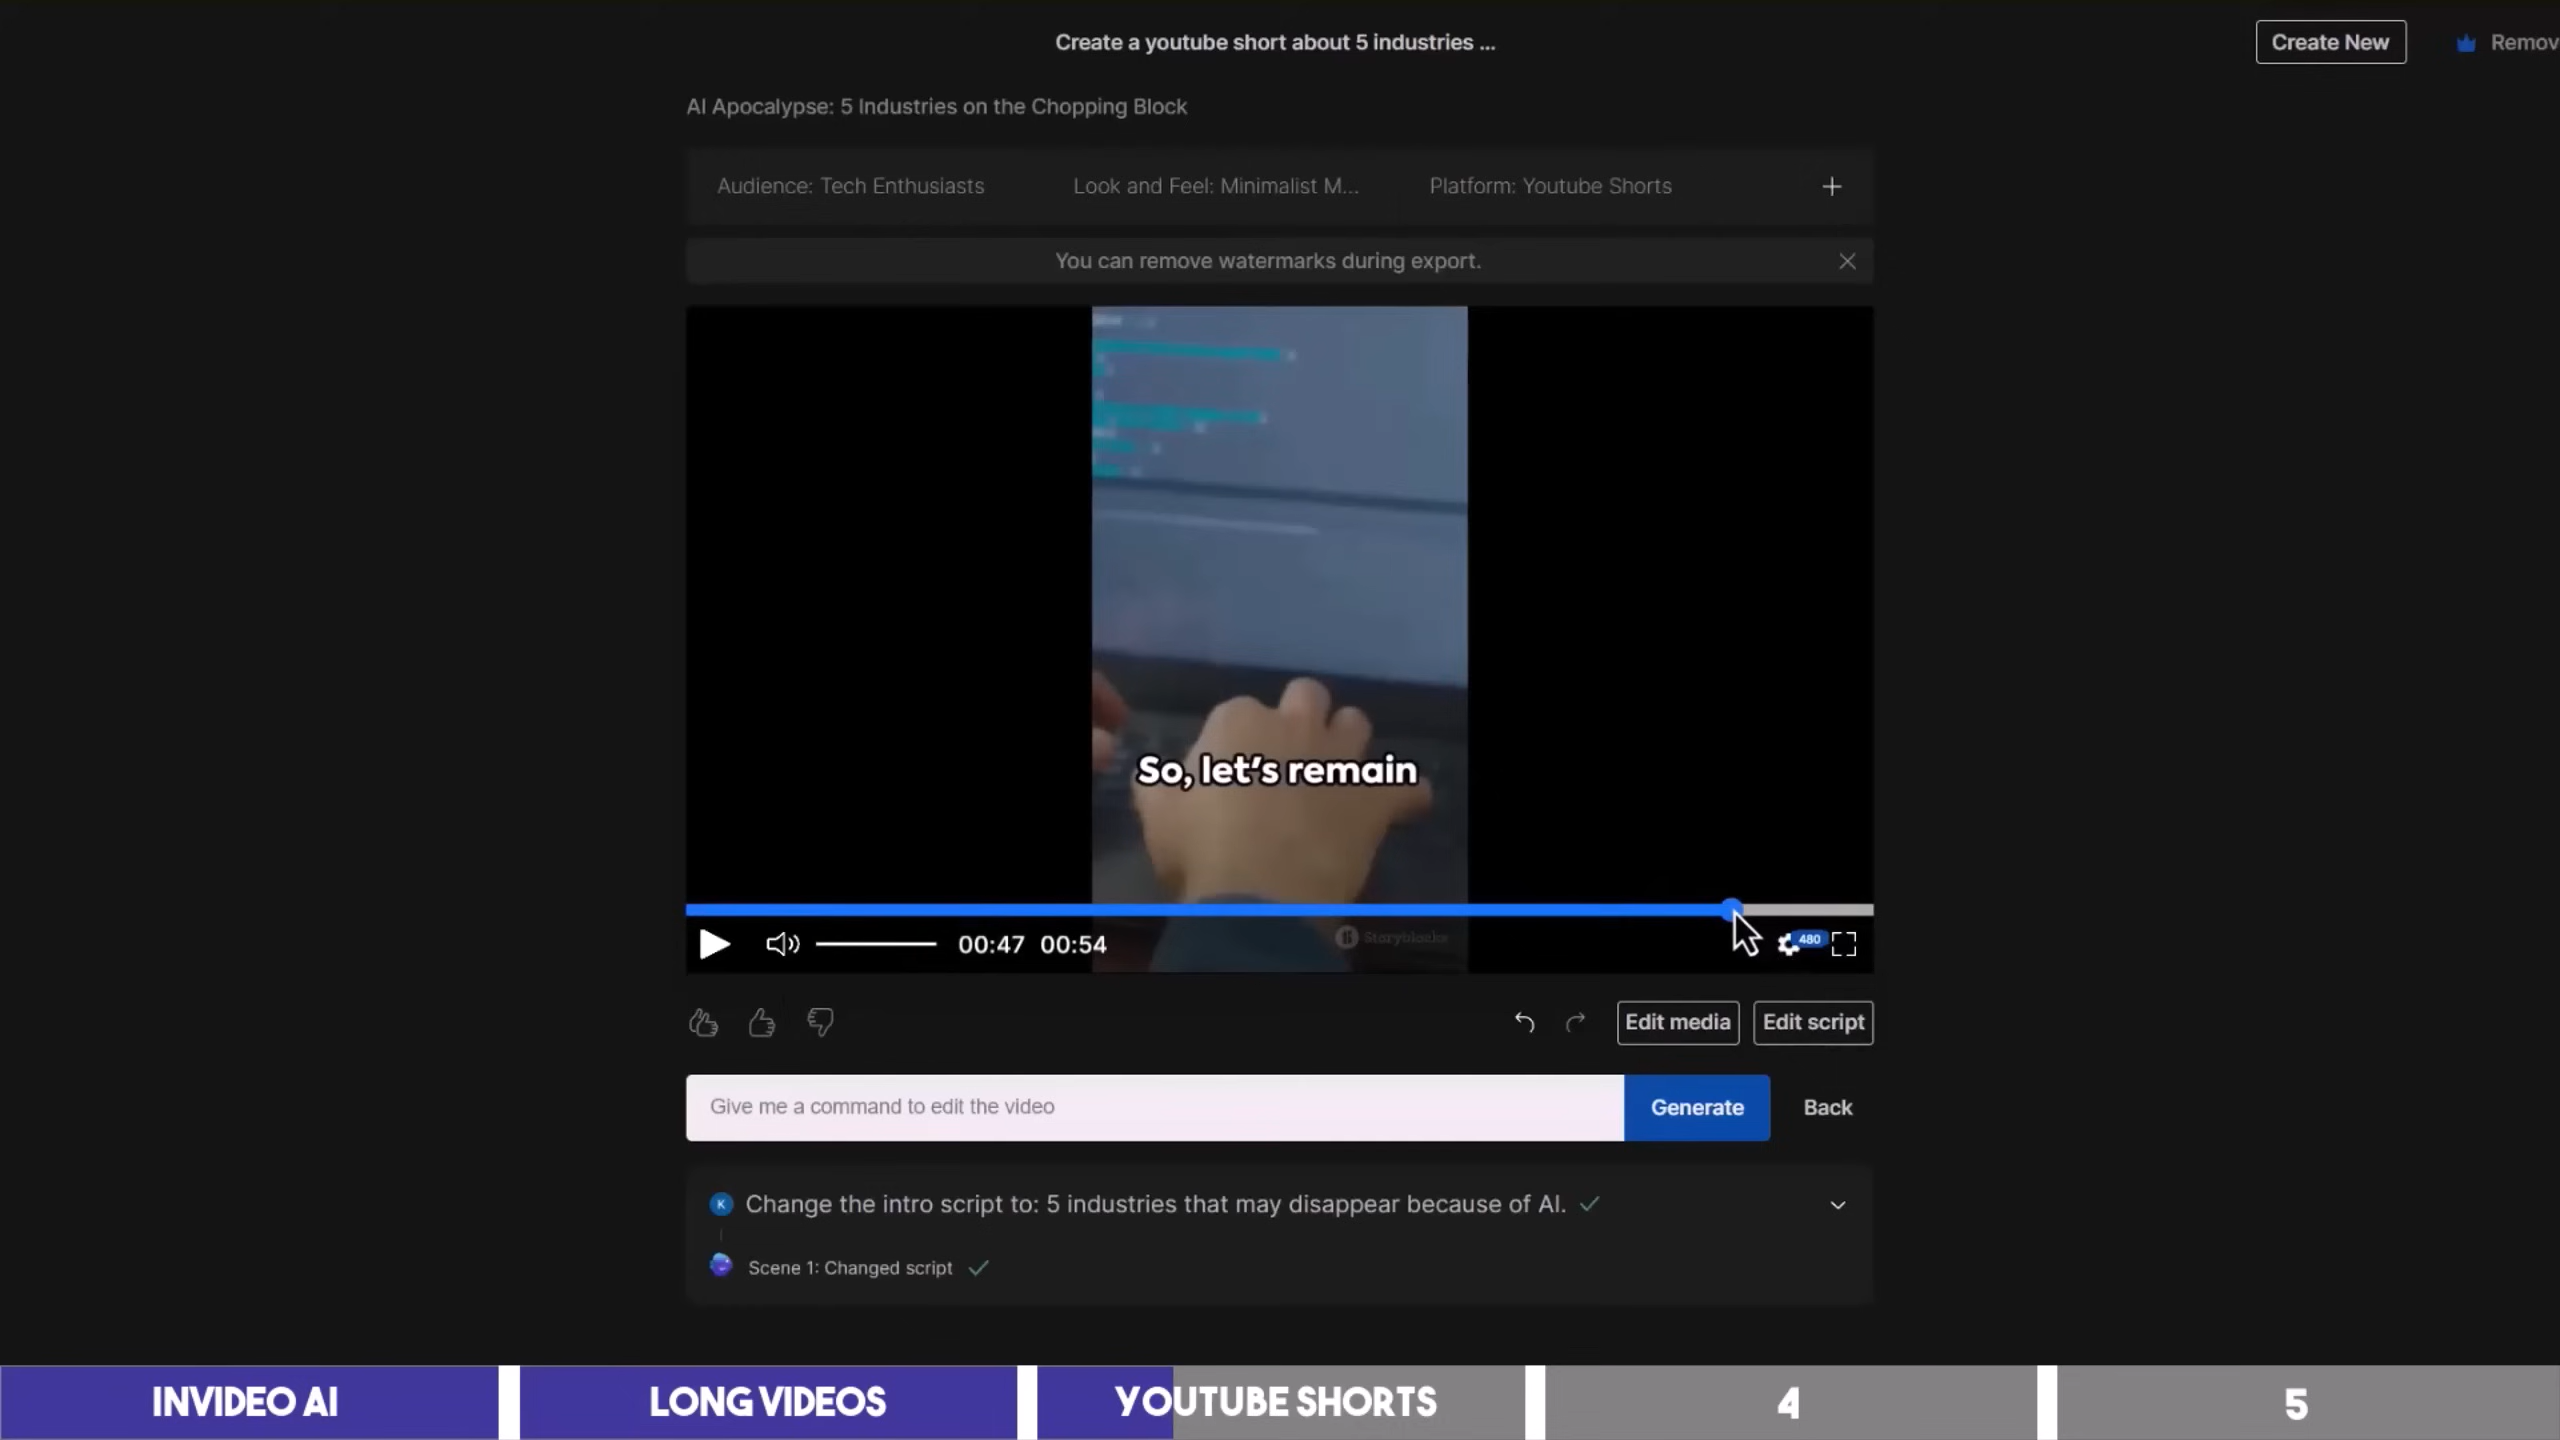 Create a youtube short about 5 industries ...
Create New
Remov
AI Apocalypse: 5 Industries on the Chopping Block
Audience: Tech Enthusiasts
Look and Feel: Minimalist M...
Platform: Youtube Shorts
You can remove watermarks during export.
So, let's remain
Storyblocks
00:47 00:54
480
Edit media
Edit script
Give me a command to edit the video
Generate
Back
K
Change the intro script to: 5 industries that may disappear because of AI.
Scene 1: Changed script
INVIDEO AI
LONG VIDEOS
YOUTUBE SHORTS
4
5